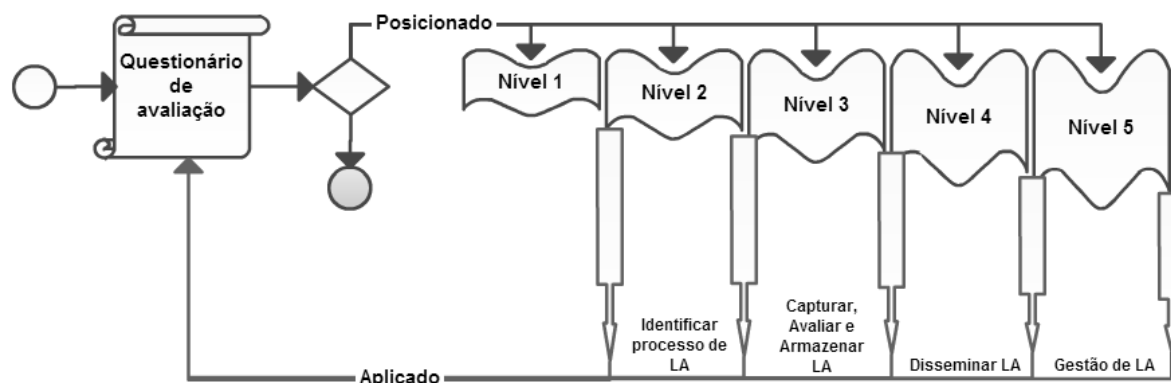 Posicionado
Questionário
de
avaliação
Nível 1
Nível 2
Nível 3
Nível 4
Nível 5
Identificar
processo de
LA
Capturar,
Avaliar e
Armazenar
LA
Disseminar LA
Gestão de LA
Aplicado